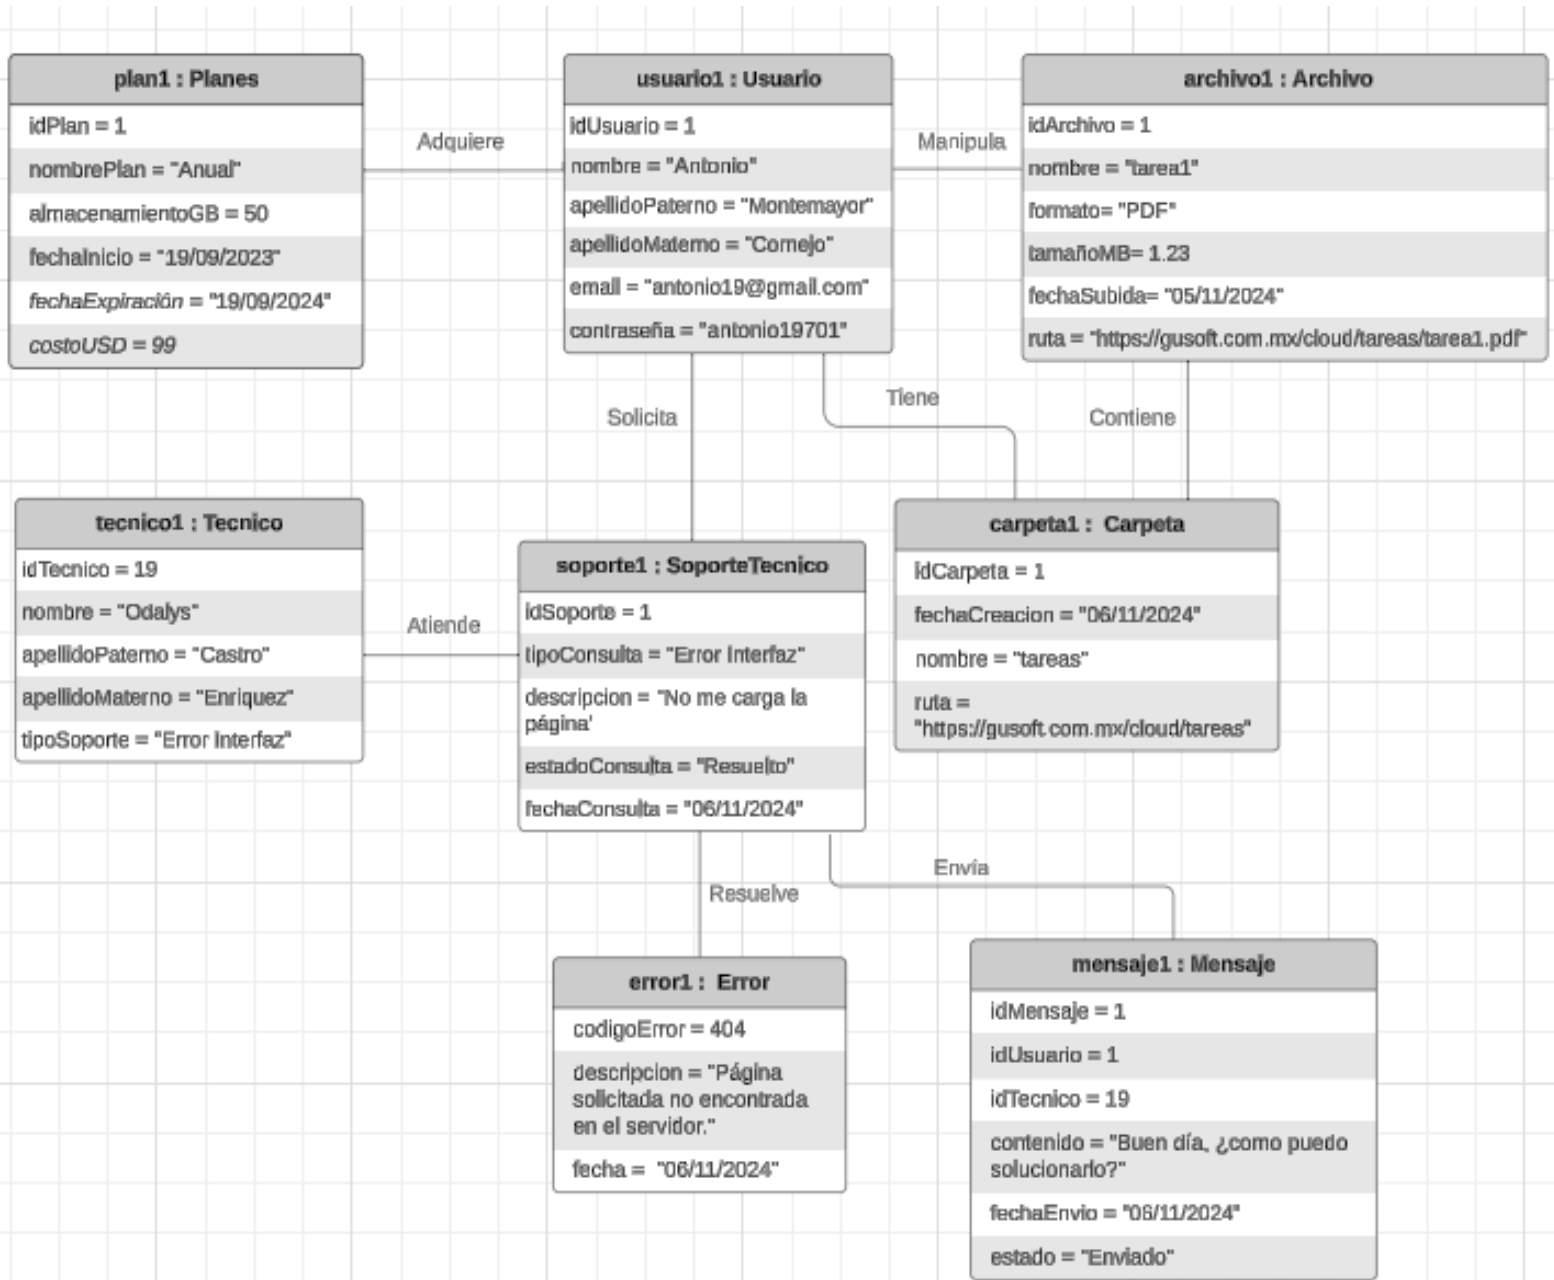 plan1 : Planes
idPlan = 1
nombrePlan = "Anual"
almacenamientoGB = 50
fechaInicio = "19/09/2023"
fechaExpiración = "19/09/2024"
costoUSD = 99
Adquiere
usuario1 : Usuario
idUsuario = 1
nombre = "Antonio"
apellidoPaterno = "Montemayor"
apellidoMaterno = "Cornejo"
email = "antonio19@gmail.com"
contraseña = "antonio19701"
Manipula
archivo1 : Archivo
idArchivo = 1
nombre = "tarea1"
formato= "PDF"
tamañoMB= 1.23
fechaSubida= "05/11/2024"
ruta = "https://gusoft.com.mx/cloud/tareas/tarea1.pdf"
Solicita
Tiene
Contiene
tecnico1 : Tecnico
idTecnico = 19
nombre = "Odalys"
apellidoPaterno = "Castro"
apellidoMaterno = "Enriquez"
tipoSoporte = "Error Interfaz"
Atiende
soporte1 : SoporteTecnico
idSoporte = 1
tipoConsulta = "Error Interfaz"
descripcion = "No me carga la
página'
estadoConsulta = "Resuelto"
fechaConsulta = "06/11/2024"
carpeta1 : Carpeta
idCarpeta = 1
fechaCreacion = "06/11/2024"
nombre = "tareas"
ruta =
"https://gusoft.com.mx/cloud/tareas"
Resuelve
Envía
error1 : Error
codigoError = 404
descripcion = "Página
solicitada no encontrada
en el servidor."
fecha = "06/11/2024"
mensaje1 : Mensaje
idMensaje = 1
idUsuario = 1
idTecnico = 19
contenido = "Buen día, ¿como puedo
solucionarlo?"
fechaEnvio = "06/11/2024"
estado = "Enviado"